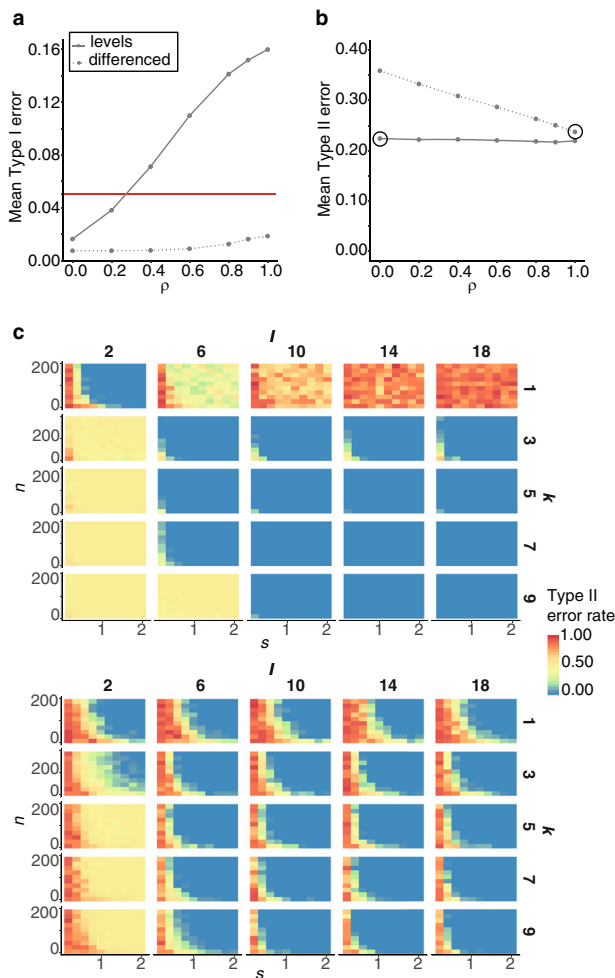 a
levels
differenced
Mean Type I error
0.16
0.12
0.08
0.04
0.00
0.0 0.2 0.4 0.6 0.8 1.0
ρ
b
Mean Type II error
0.40
0.30
0.20
0.10
0.00
0.0 0.2 0.4 0.6 0.8 1.0
ρ
c
I
2 6 10 14 18
200
0
1
200
0
3
200
0
5
200
0
7
200
0
9
n
k
1 2 1 2 1 2 1 2 1 2
s
Type II
error rate
1.00
0.50
0.00
I
2 6 10 14 18
200
0
1
200
0
3
200
0
5
200
0
7
200
0
9
n
k
1 2 1 2 1 2 1 2 1 2
s